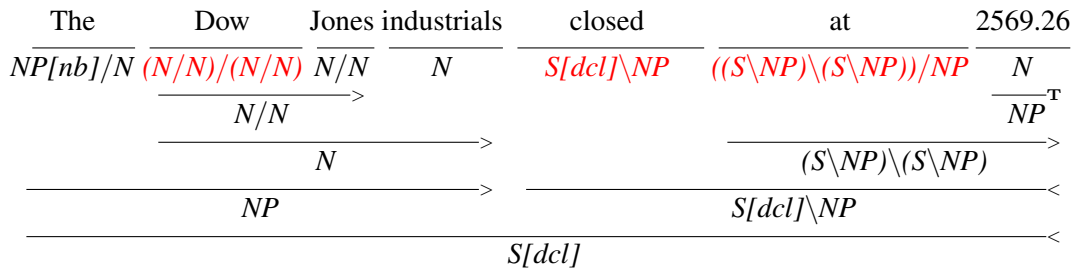 The Dow Jones industrials closed at 2569.26
NP[nb]/N (N/N)/(N/N) N/N N S[dcl]\NP ((S\NP)\(S\NP))/NP N
> T
N/N NP
> >
N (S\NP)\(S\NP)
> <
NP S[dcl]\NP
<
S[dcl]